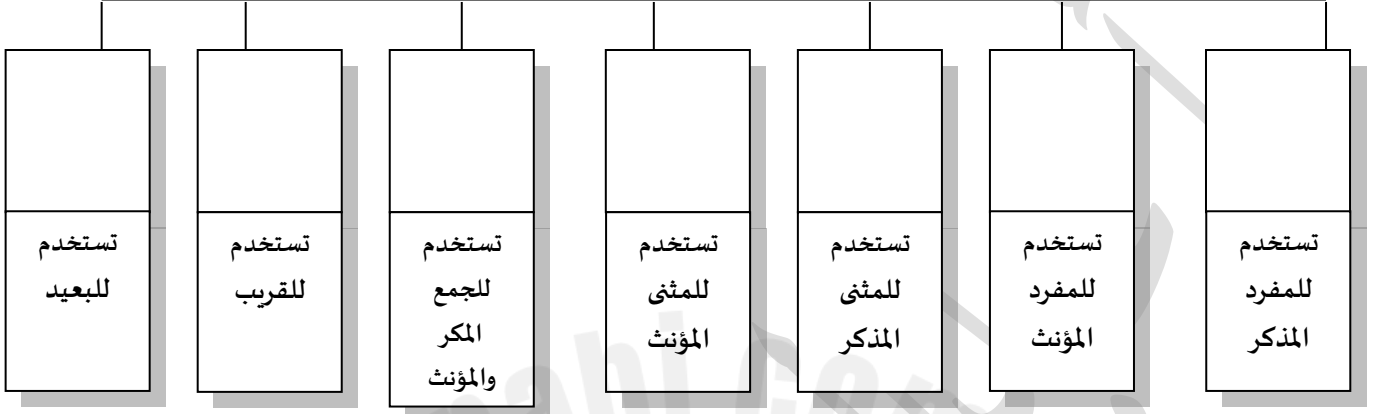 تستخدم
للمفرد
المذكر
تستخدم
للمفرد
المؤنث
تستخدم
للمثنى
المذكر
تستخدم
للمثنى
المؤنث
تستخدم
للجمع
المكر
والمؤنث
تستخدم
للقريب
تستخدم
للبعيد